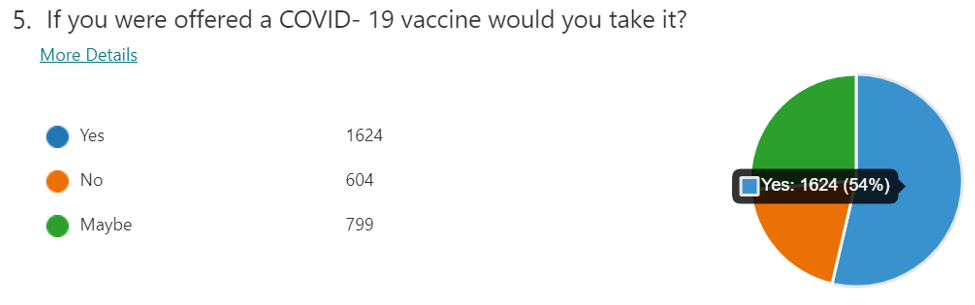 5. If you were offered a COVID- 19 vaccine would you take it?
More Details
Yes 1624
No 604
Maybe 799
Yes: 1624 (54%)